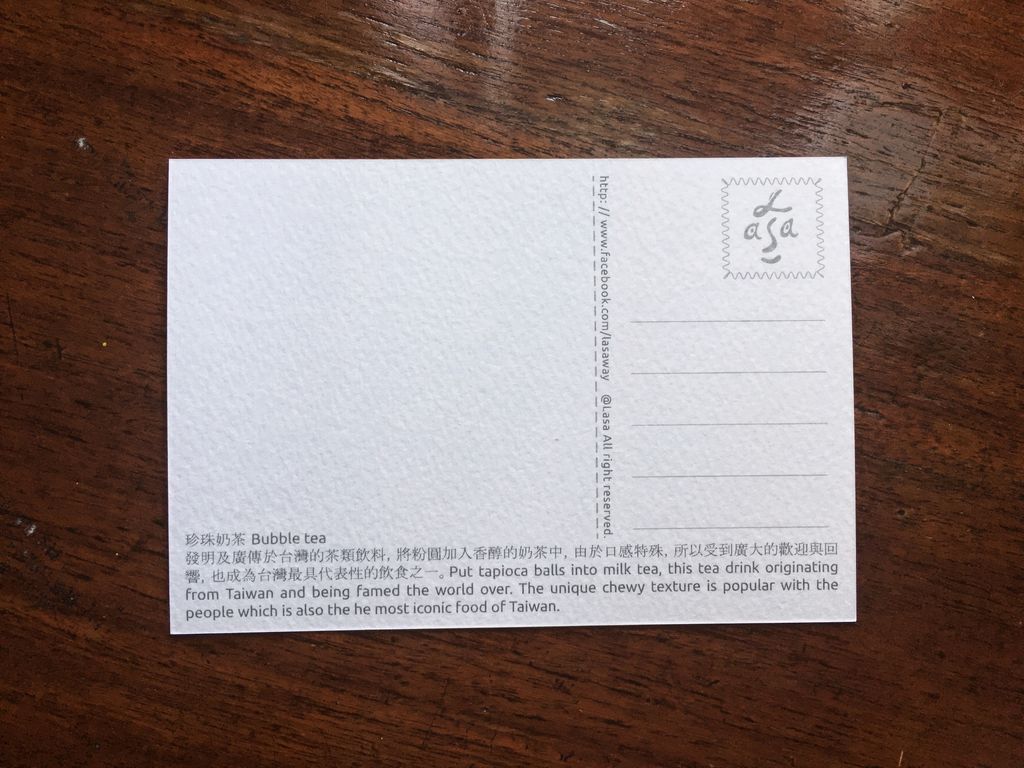 L
asa
http: // www.facebook.com/lasaway @Lasa All right reserved.
珍珠奶茶 Bubble tea
發明及廣傳於台灣的茶類飲料, 將粉圓加入香醇的奶茶中, 由於口感特殊, 所以受到廣大的歡迎與回
響, 也成為台灣最具代表性的飲食之一。Put tapioca balls into milk tea, this tea drink originating
from Taiwan and being famed the world over. The unique chewy texture is popular with the
people which is also the he most iconic food of Taiwan.